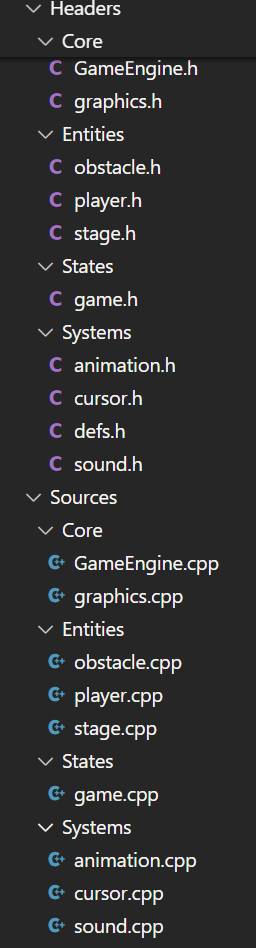 Headers
Core
C GameEngine.h
C graphics.h
Entities
C obstacle.h
C player.h
C stage.h
States
C game.h
Systems
C animation.h
C cursor.h
C defs.h
C sound.h
Sources
Core
C++ GameEngine.cpp
C++ graphics.cpp
Entities
C++ obstacle.cpp
C++ player.cpp
C++ stage.cpp
States
C++ game.cpp
Systems
C++ animation.cpp
C++ cursor.cpp
C++ sound.cpp